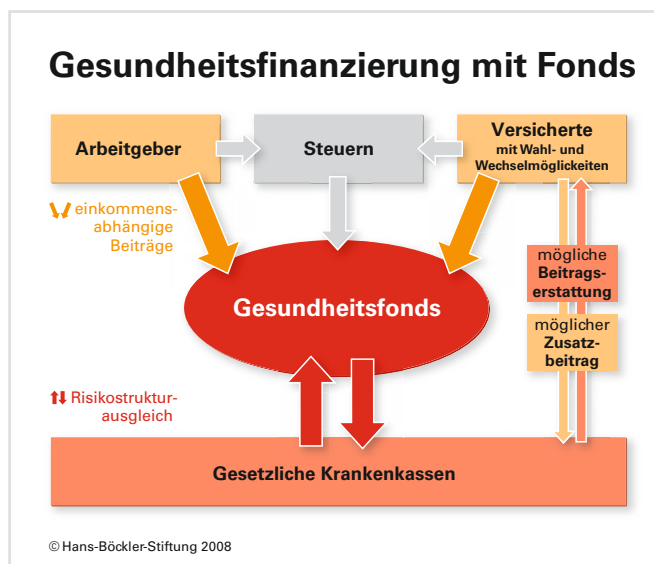 Gesundheitsfinanzierung mit Fonds
Arbeitgeber
Steuern
Versicherte
mit Wahl- und
Wechselmöglickeiten
einkommens-
abhängige
Beiträge
Gesundheitsfonds
mögliche
Beitrags-
erstattung
möglicher
Zusatz-
beitrag
Risikostruktur-
ausgleich
Gesetzliche Krankenkassen
© Hans-Böckler-Stiftung 2008